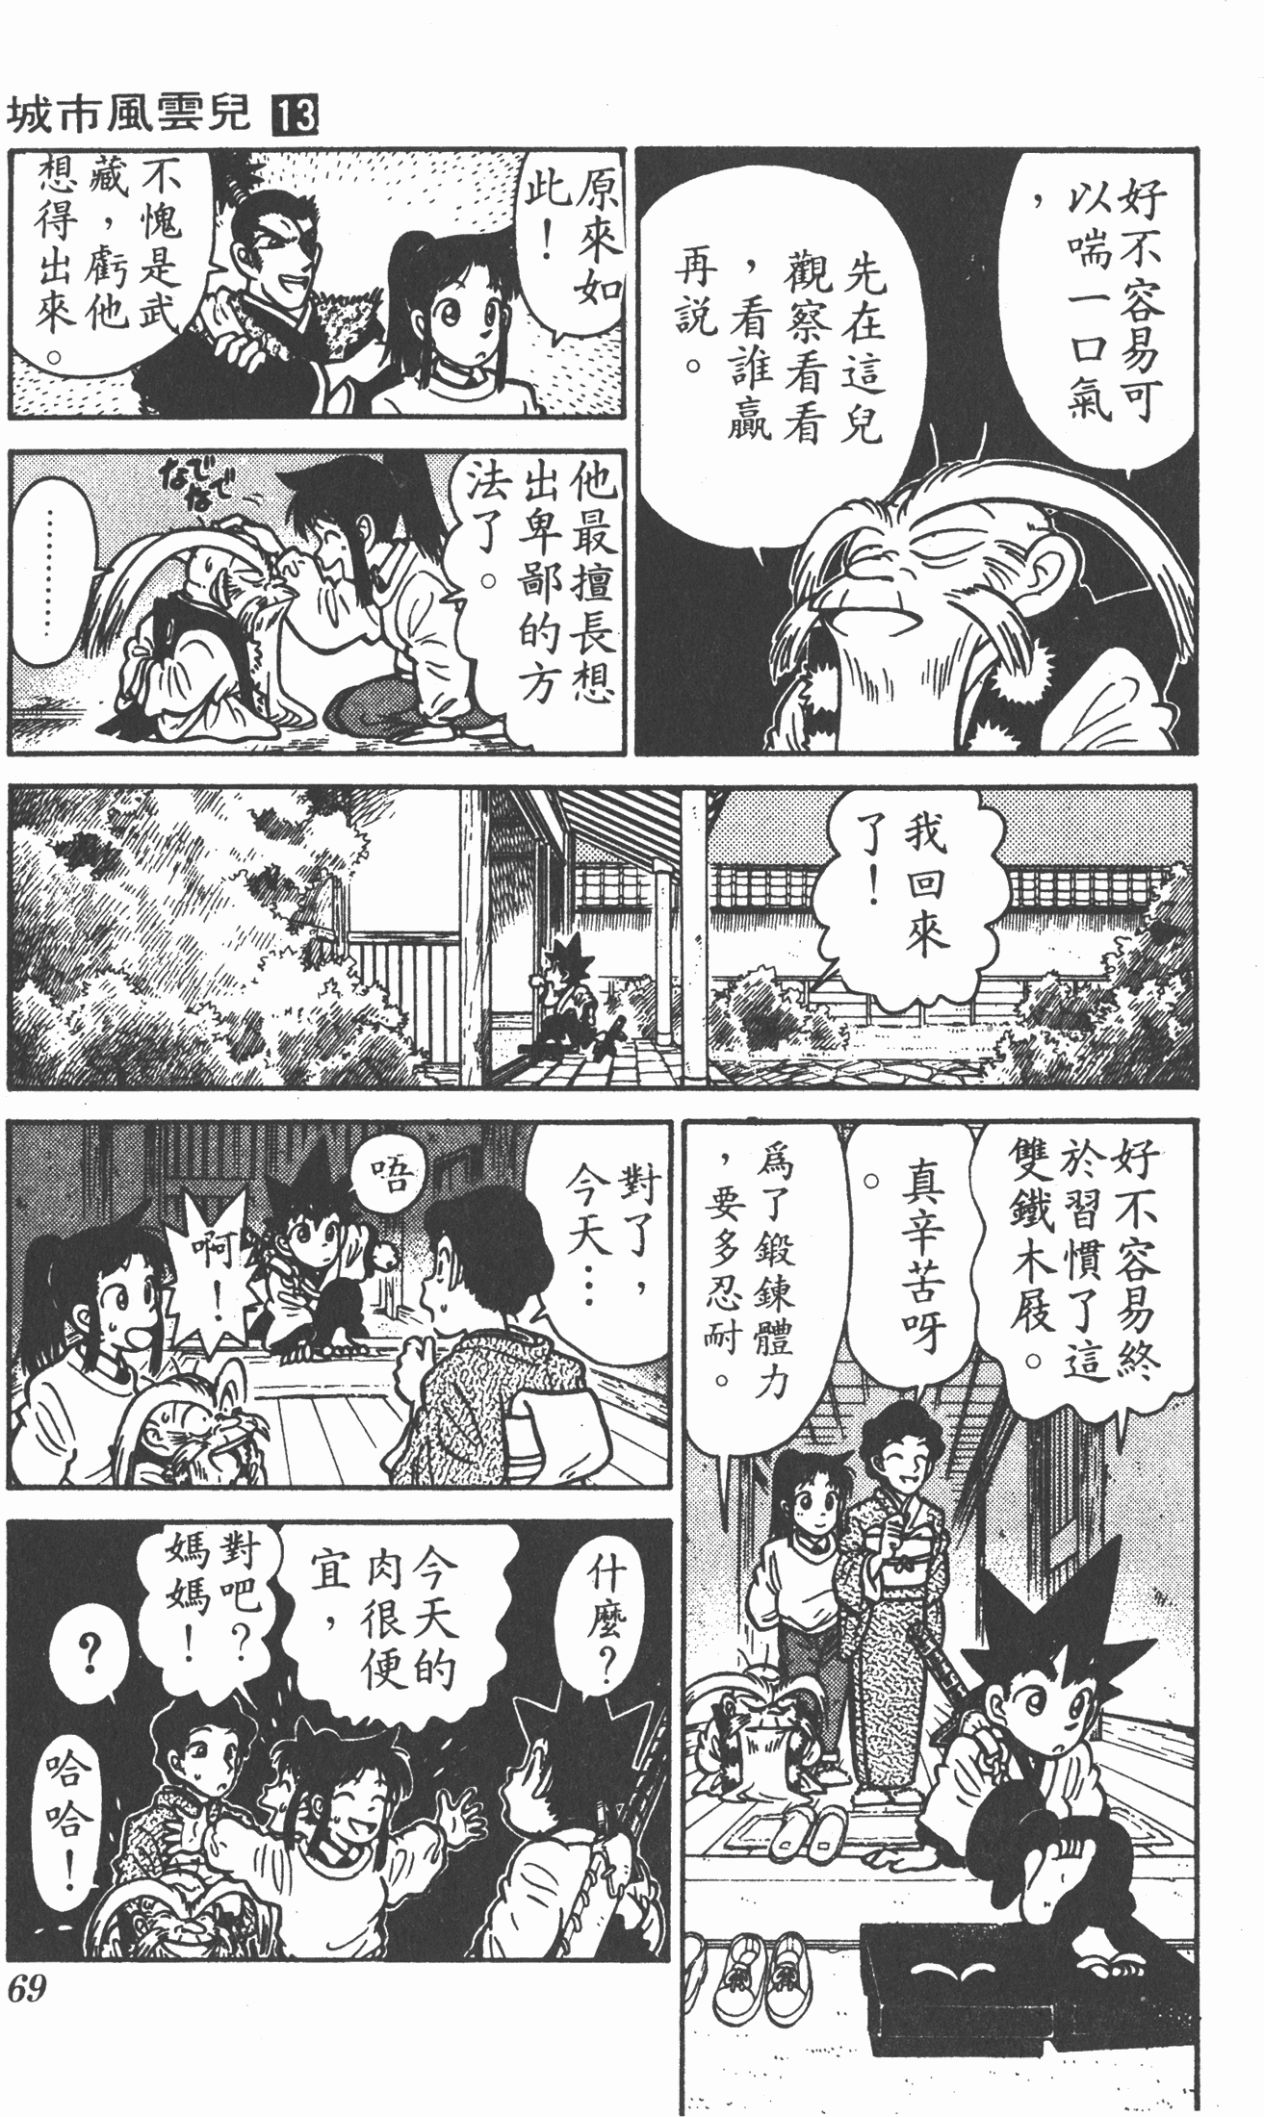 城市風雲兒 13
好不容易可
以喘一口氣
，
先在這兒
觀察看看
，看誰贏
再說。
原來如
此！
不愧是武
藏，虧他
想得出來。
他最擅長想
出卑鄙的方
法了。
なでなで
………
我回來
了！
好不容易終
於習慣了這
雙鐵木屐。
真辛苦呀
。
爲了鍛鍊體力
，要多忍耐。
對了，
今天…
唔
啊！
什麼？
今天的
肉很便
宜，
對吧？
媽媽！
？
哈哈！
69